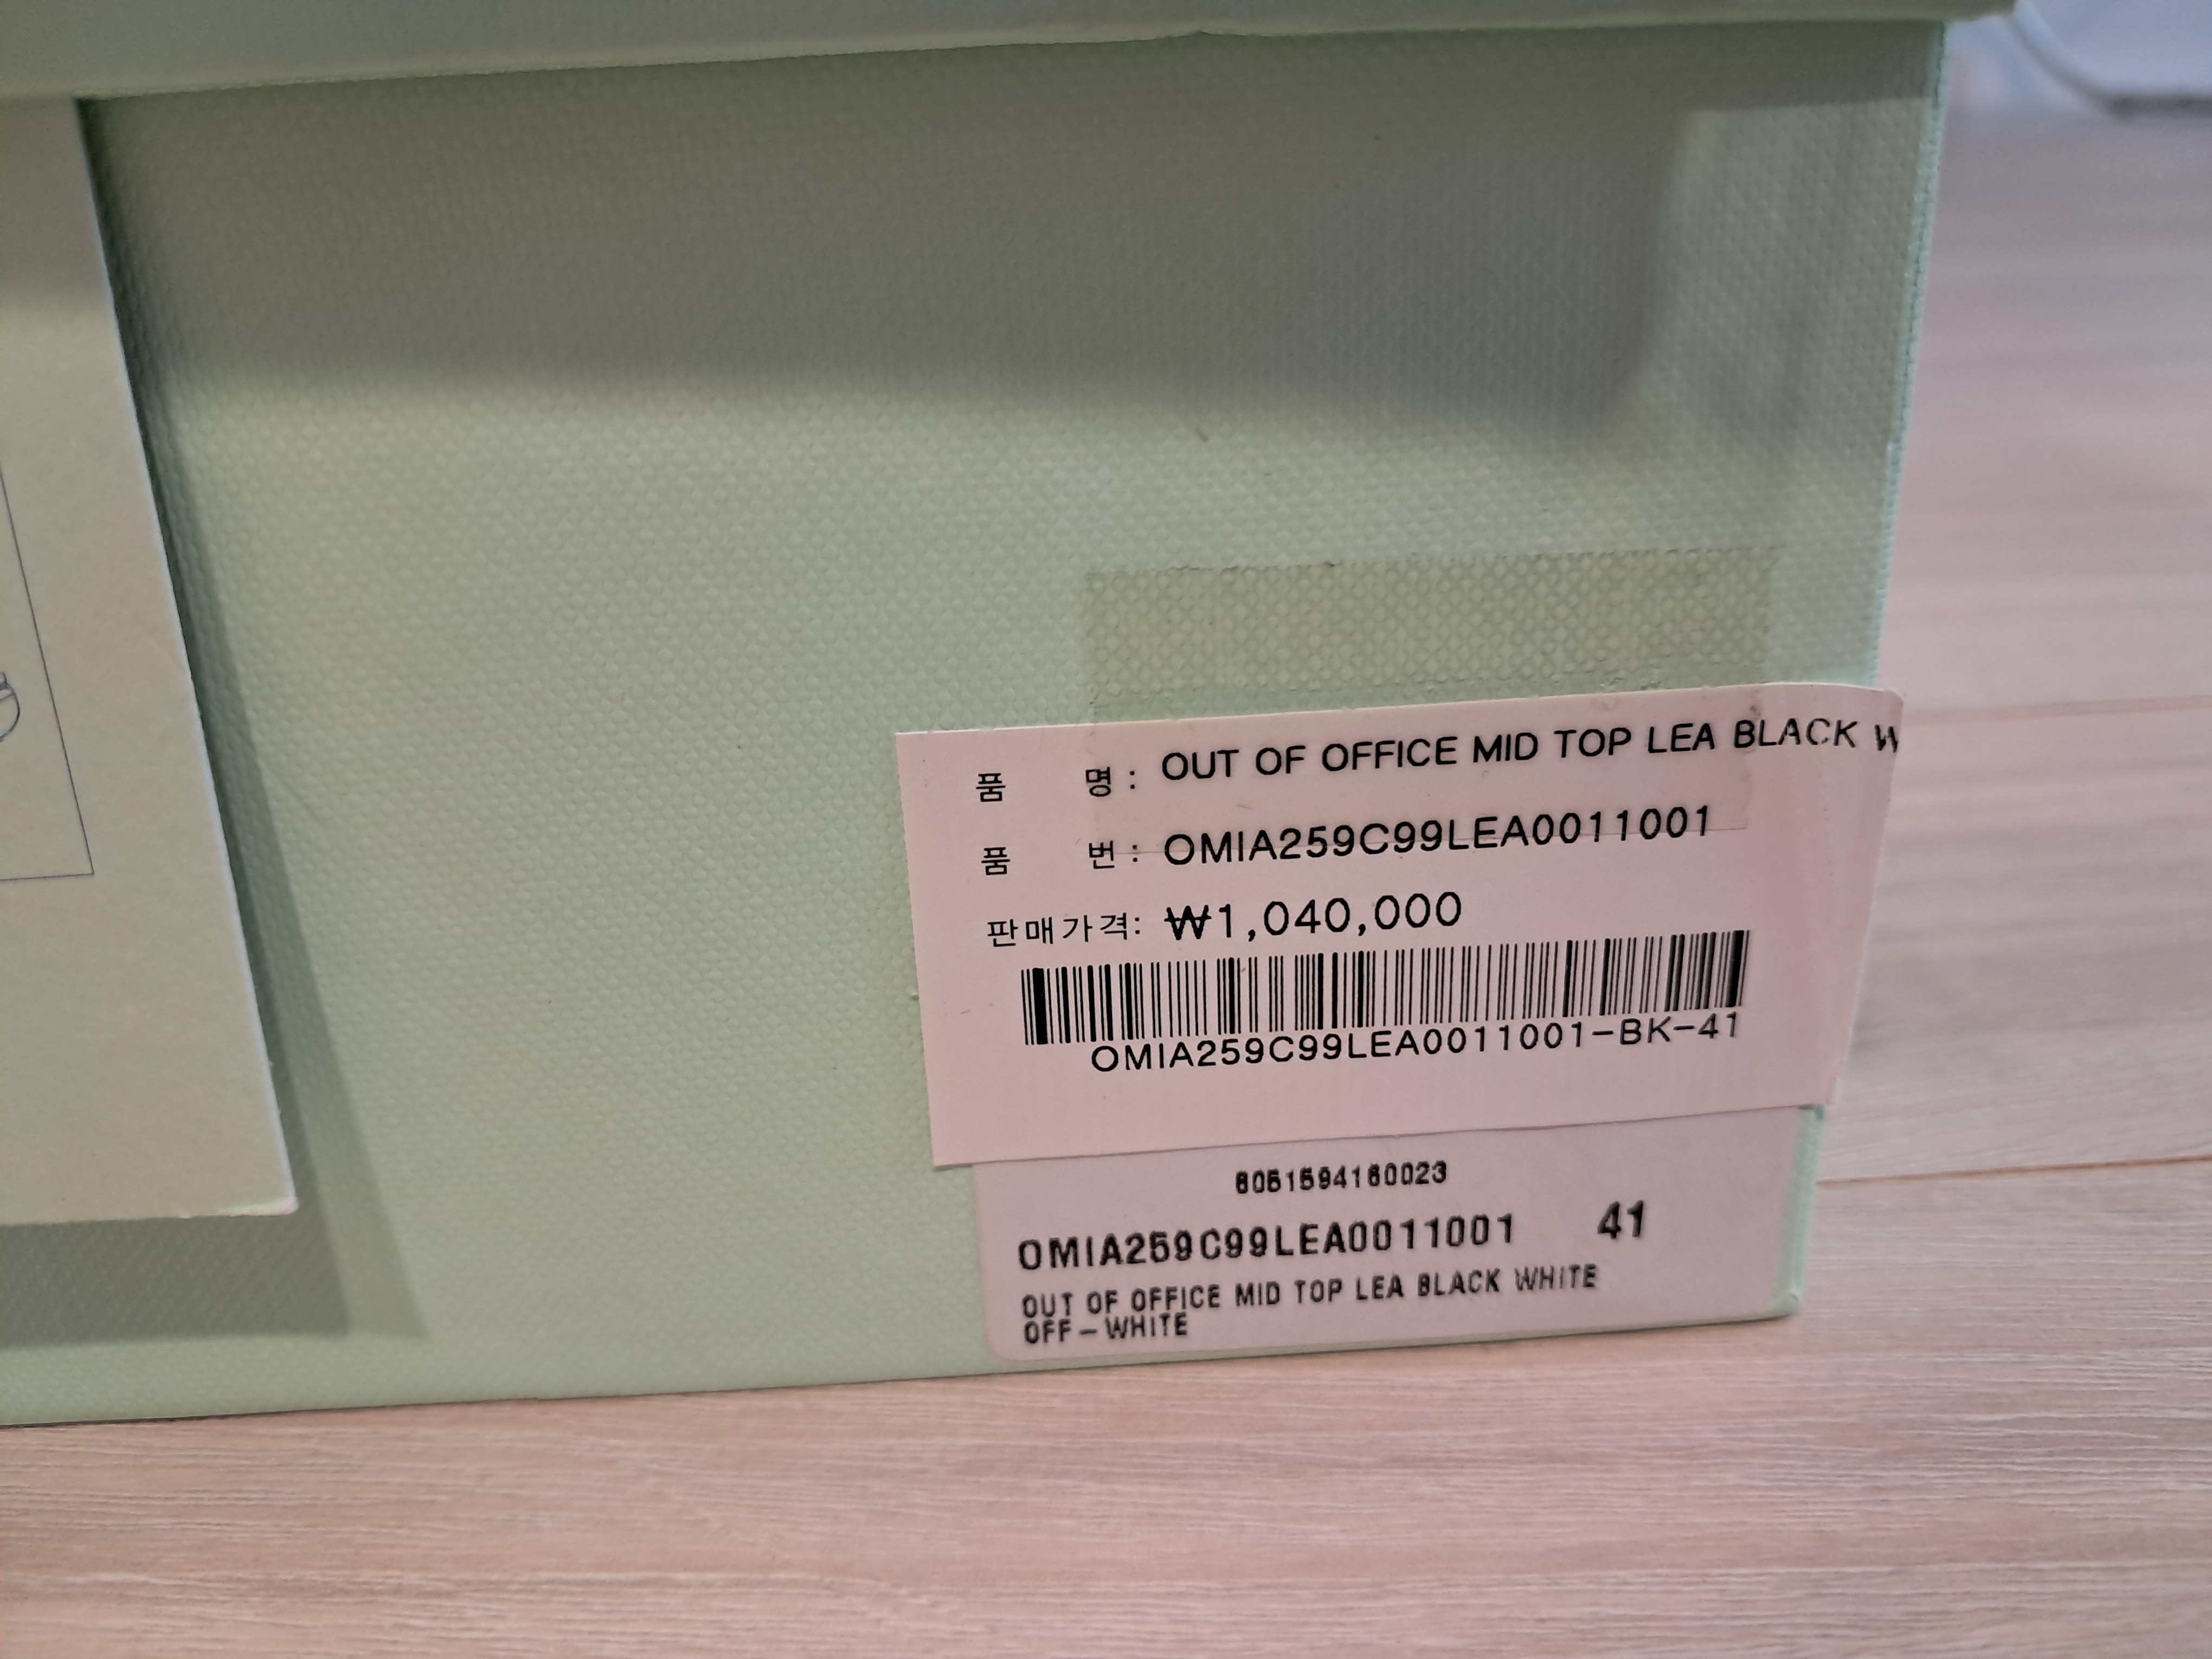 품 명 : OUT OF OFFICE MID TOP LEA BLACK W
품 번 : OMIA259C99LEA0011001
판매가격: ₩1,040,000
OMIA259C99LEA0011001-BK-41
8051594160023
OMIA259C99LEA0011001 41
OUT OF OFFICE MID TOP LEA BLACK WHITE
OFF-WHITE